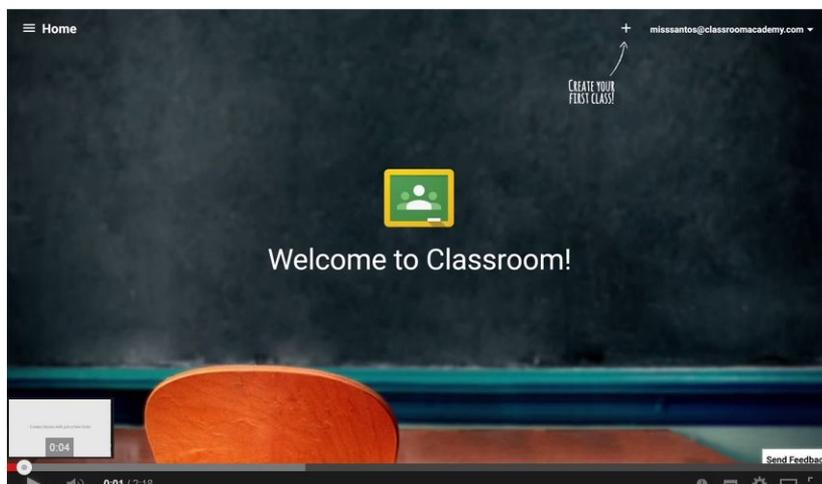 Home
+
misssantos@classroomacademy.com
CREATE YOUR
FIRST CLASS!
Welcome to Classroom!
0:04
Send Feedbac
0:01 / 2:18